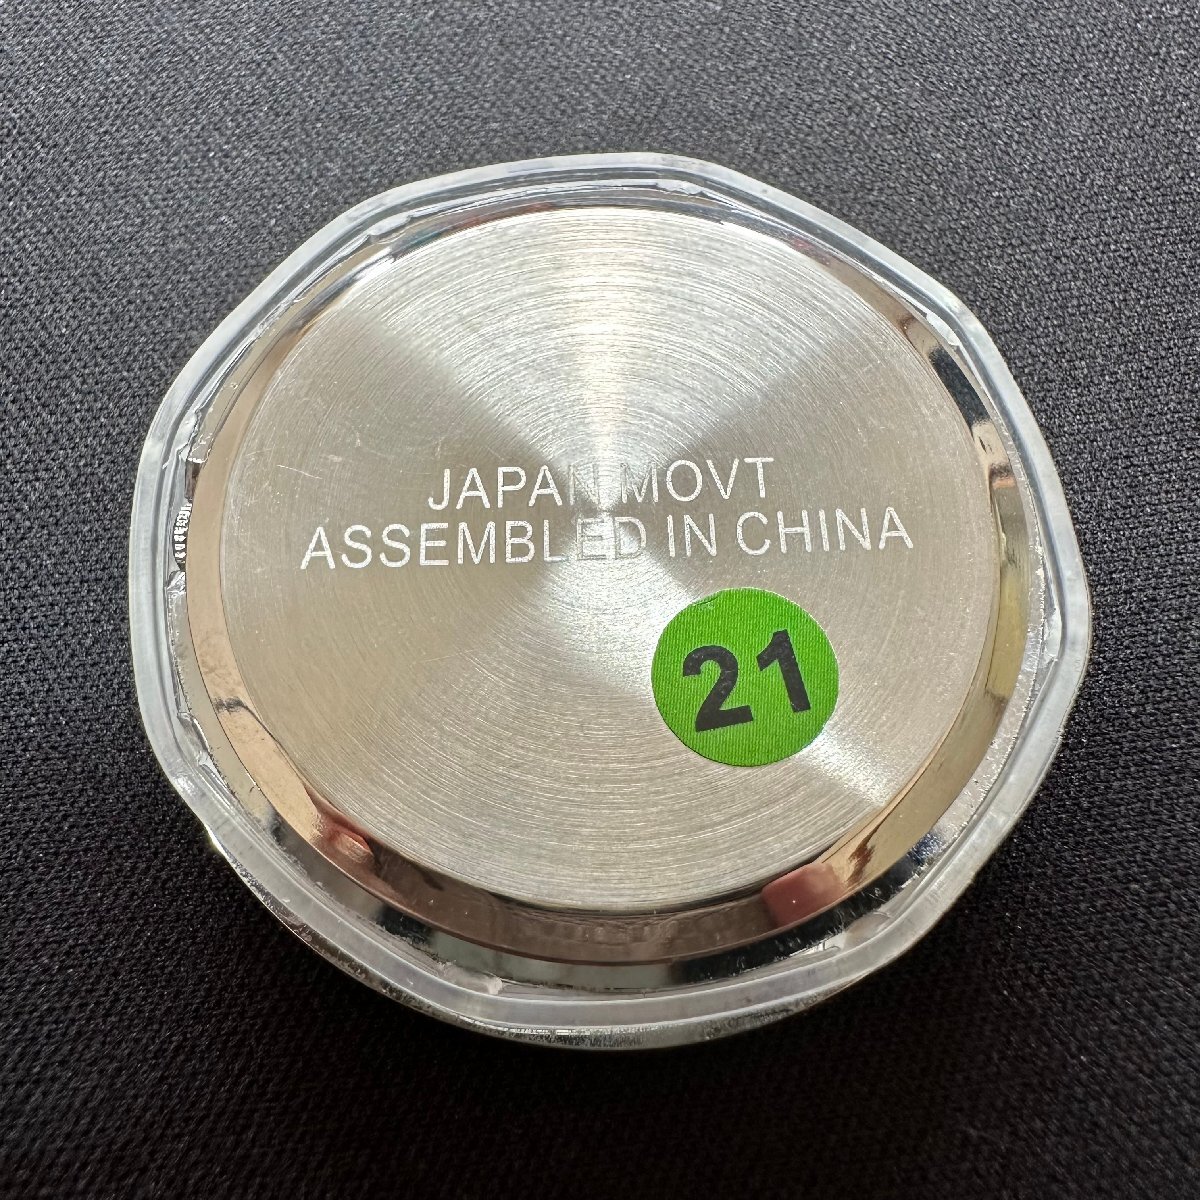 JAPAN MOVT
ASSEMBLED IN CHINA
21